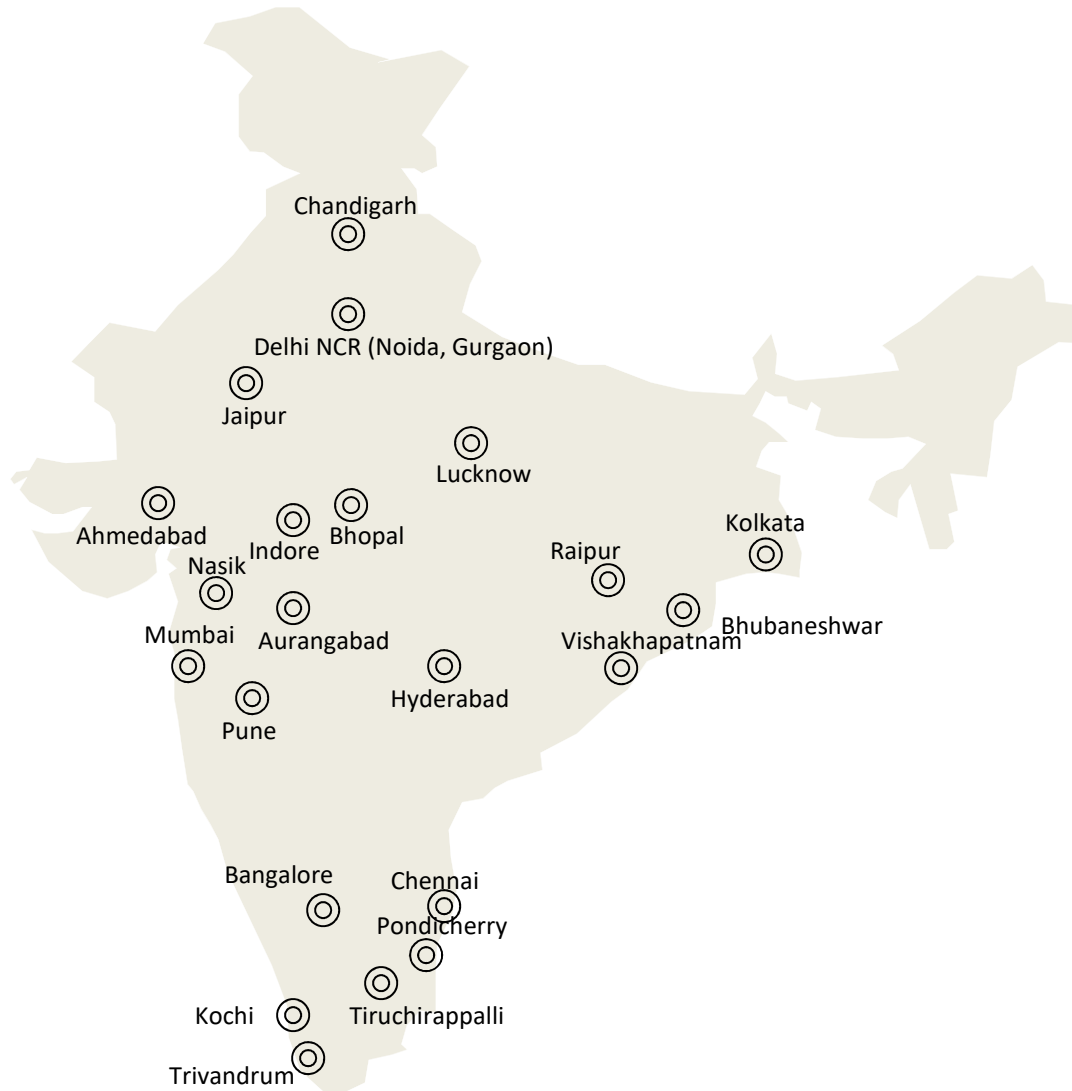 Chandigarh
Delhi NCR (Noida, Gurgaon)
Jaipur
Lucknow
Ahmedabad
Indore
Bhopal
Kolkata
Nasik
Raipur
Mumbai
Aurangabad
Bhubaneshwar
Vishakhapatnam
Hyderabad
Pune
Bangalore
Chennai
Pondicherry
Kochi
Tiruchirappalli
Trivandrum